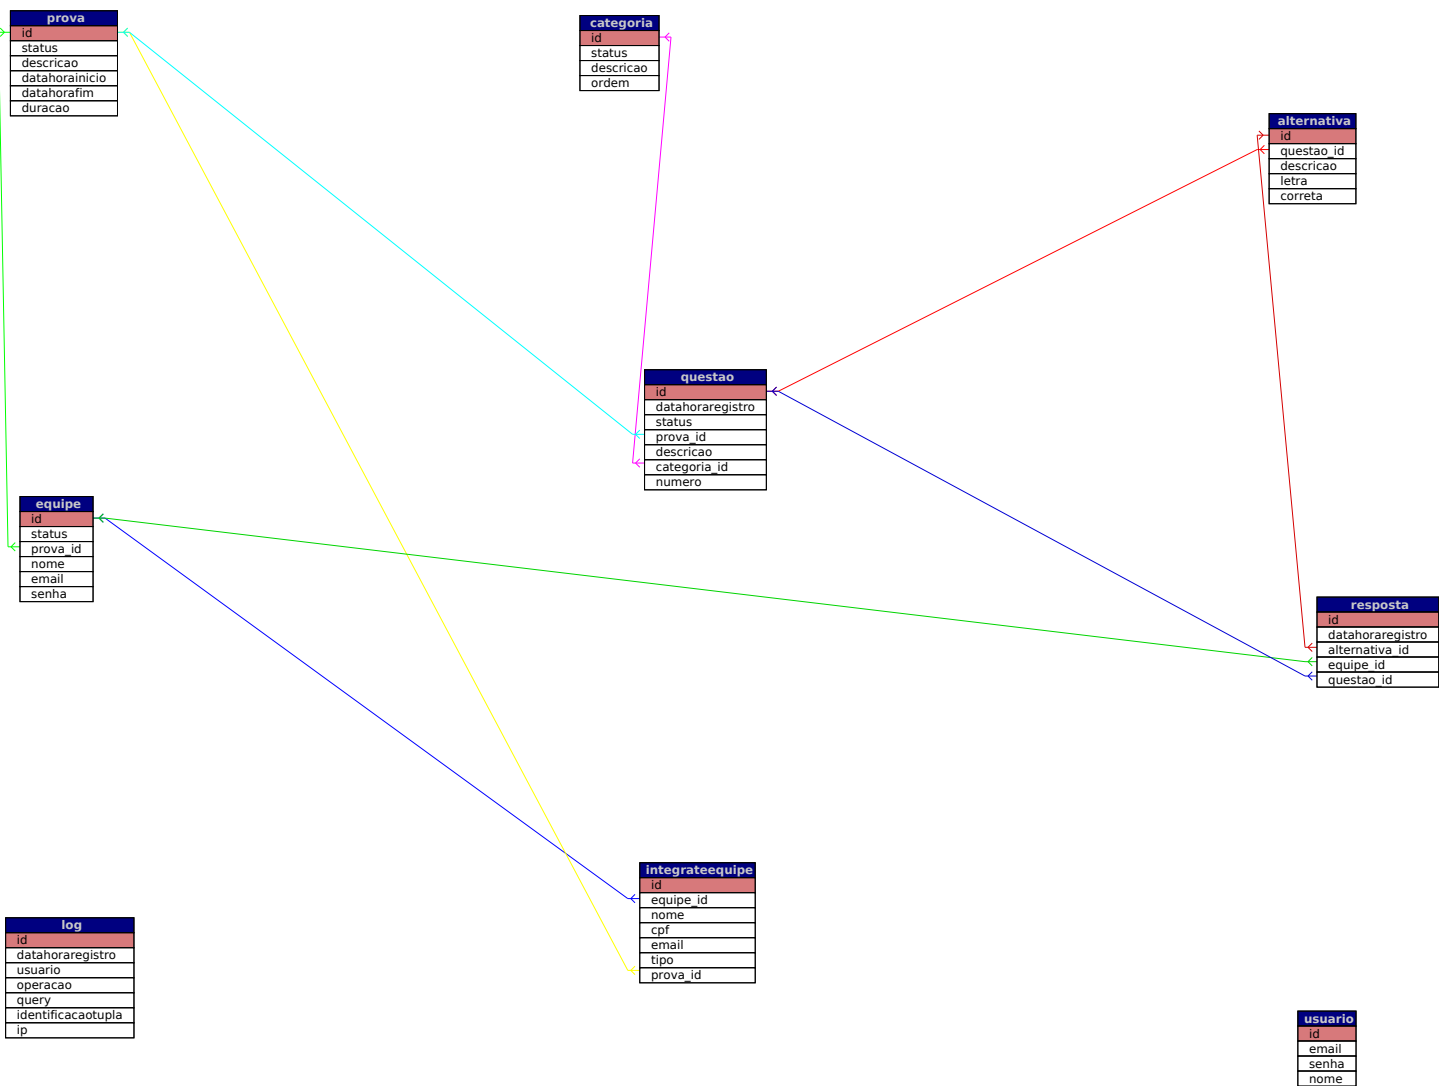 prova
id
status
descricao
datahorainicio
datahorafim
duracao
categoria
id
status
descricao
ordem
alternativa
id
questao_id
descricao
letra
correta
questao
id
datahoraregistro
status
prova_id
descricao
categoria_id
numero
equipe
id
status
prova_id
nome
email
senha
resposta
id
datahoraregistro
alternativa_id
equipe_id
questao_id
integrateequipe
id
equipe_id
nome
cpf
email
tipo
prova_id
log
id
datahoraregistro
usuario
operacao
query
identificacaotupla
ip
usuario
id
email
senha
nome